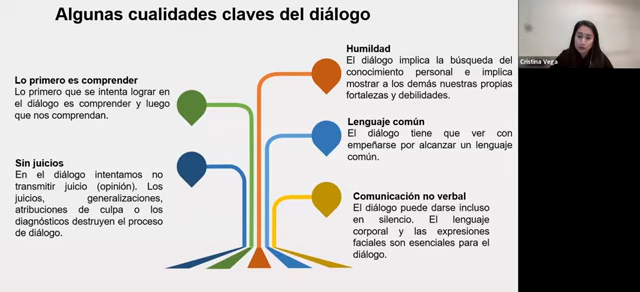 Algunas cualidades claves del diálogo
Lo primero es comprender
Lo primero que se intenta lograr en
el diálogo es comprender y luego
que nos comprendan.
Sin juicios
En el diálogo intentamos no
transmitir juicio (opinión). Los
juicios, generalizaciones,
atribuciones de culpa o los
diagnósticos destruyen el proceso
de diálogo.
Humildad
El diálogo implica la búsqueda del
conocimiento personal e implica
mostrar a los demás nuestras propias
fortalezas y debilidades.
Lenguaje común
El diálogo tiene que ver con
empeñarse por alcanzar un lenguaje
común.
Comunicación no verbal
El diálogo puede darse incluso
en silencio. El lenguaje
corporal y las expresiones
faciales son esenciales para el
diálogo.
Cristina Vega